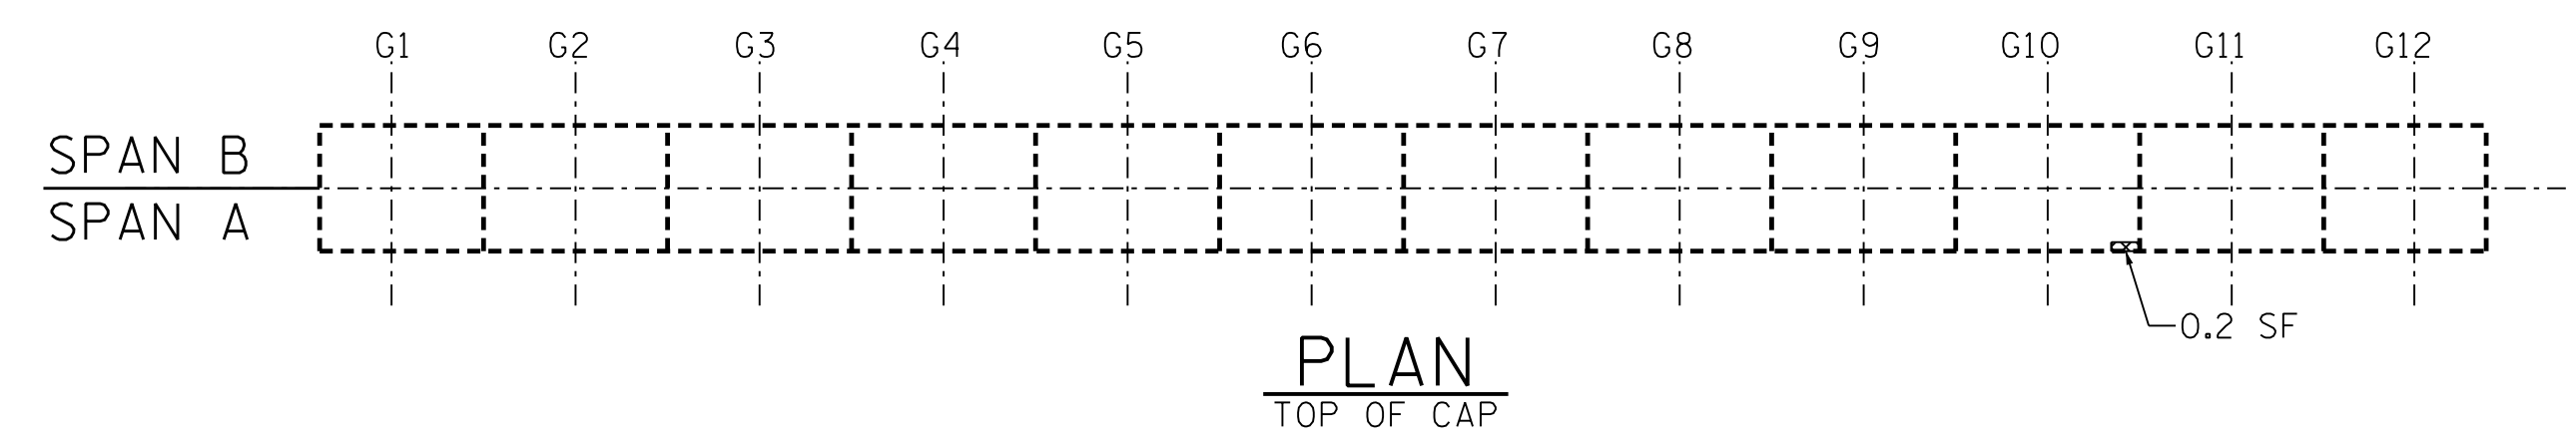 G1 G2 G3 G4 G5 G6 G7 G8 G9 G10 G11 G12
SPAN B
SPAN A
0.2 SF
PLAN
TOP OF CAP